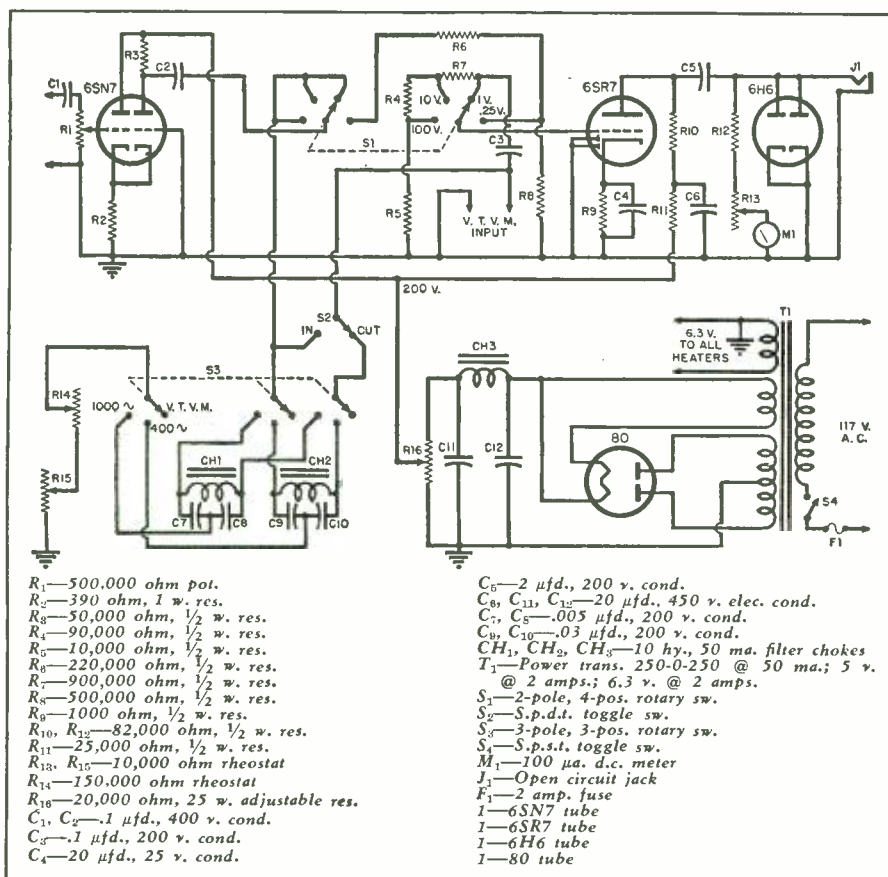 R3
R6
C2
R7
C5
J1
C1
6SN7
R4
10 V.
1 V.
.25V.
6SR7
6H6
R1
100 V.
R10
R12
S1
C3
R2
R5
V. T. V. M.
INPUT
R8
R9
C4
R11
C6
R13
M1
200 V.
T1
S2
IN
CUT
6.3 V.
TO ALL
HEATERS
CH3
S3
R14
1000~
V. T. V. M.
400~
117 V.
A. C.
80
C11
C12
R16
R15
CH1
CH2
S4
C7
C8
C9
C10
F1
R1—500,000 ohm pot.
R2—390 ohm, 1 w. res.
R3—50,000 ohm, 1/2 w. res.
R4—90,000 ohm, 1/2 w. res.
R5—10,000 ohm, 1/2 w. res.
R6—220,000 ohm, 1/2 w. res.
R7—900,000 ohm, 1/2 w. res.
R8—500,000 ohm, 1/2 w. res.
R9—1000 ohm, 1/2 w. res.
R10, R12—82,000 ohm, 1/2 w. res.
R11—25,000 ohm, 1/2 w. res.
R13, R15—10,000 ohm rheostat
R14—150,000 ohm rheostat
R16—20,000 ohm, 25 w. adjustable res.
C1, C2—.1 μfd., 400 v. cond.
C3—.1 μfd., 200 v. cond.
C4—20 μfd., 25 v. cond.
C5—2 μfd., 200 v. cond.
C6, C11, C12—20 μfd., 450 v. elec. cond.
C7, C8—.005 μfd., 200 v. cond.
C9, C10—.03 μfd., 200 v. cond.
CH1, CH2, CH3—10 hy., 50 ma. filter chokes
T1—Power trans. 250-0-250 @ 50 ma.; 5 v.
@ 2 amps.; 6.3 v. @ 2 amps.
S1—2-pole, 4-pos. rotary sw.
S2—S.p.d.t. toggle sw.
S3—3-pole, 3-pos. rotary sw.
S4—S.p.s.t. toggle sw.
M1—100 μa. d.c. meter
J1—Open circuit jack
F1—2 amp. fuse
1—6SN7 tube
1—6SR7 tube
1—6H6 tube
1—80 tube